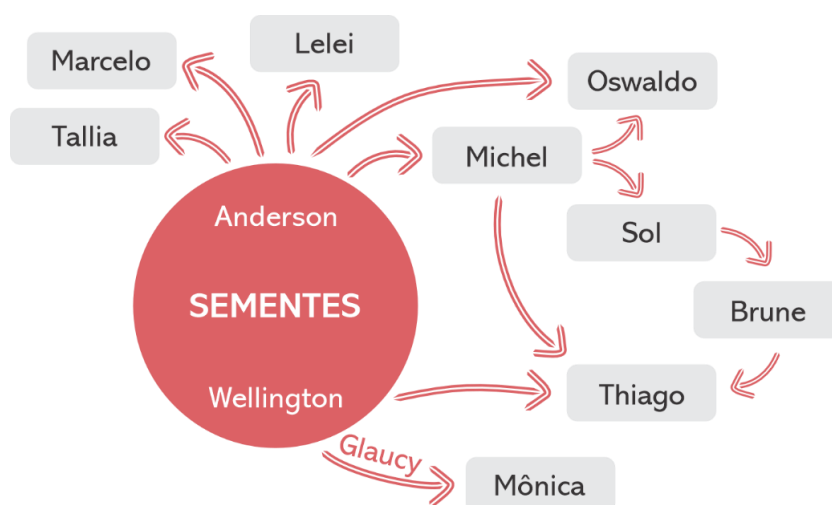 Lelei
Marcelo
Oswaldo
Tallia
Michel
Anderson
Sol
SEMENTES
Brune
Wellington
Thiago
Glaucy
Mônica